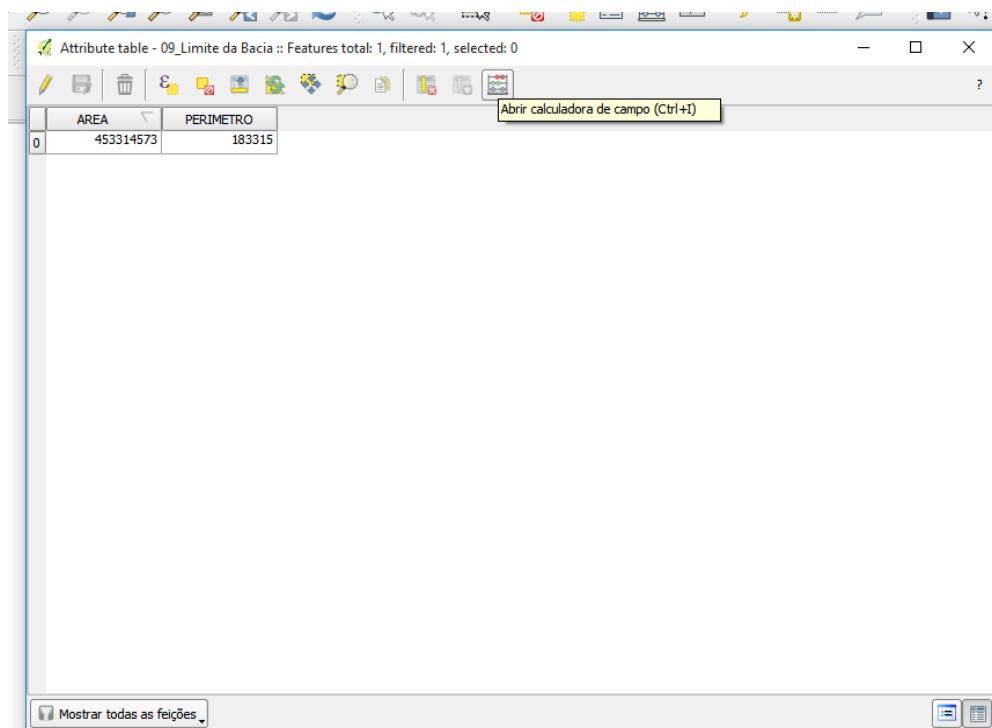 Attribute table - 09_Limite da Bacia :: Features total: 1, filtered: 1, selected: 0
ε
?
Abrir calculadora de campo (Ctrl+I)
AREA PERIMETRO
0 453314573 183315
Mostrar todas as feições